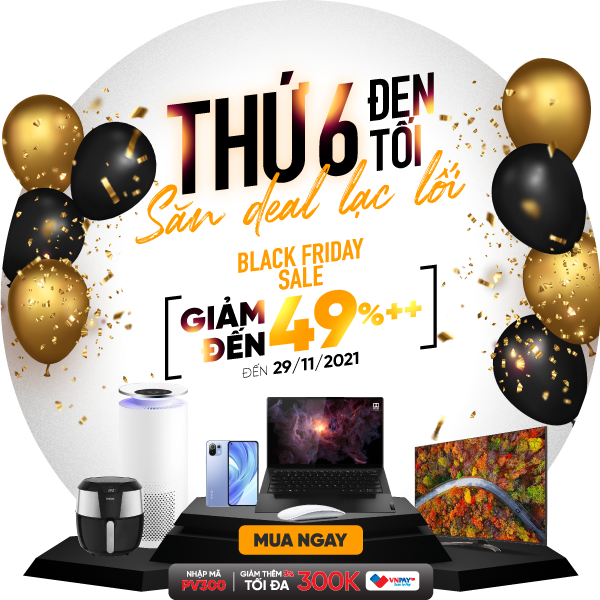 THỨ 6 ĐEN TỐI
Săn deal lạc lối
BLACK FRIDAY
SALE
GIẢM
ĐẾN 49%++
ĐẾN 29/11/2021
MUA NGAY
NHẬP MÃ
PV300
GIẢM THÊM 3%
TỐI ĐA 300K
VNPAY